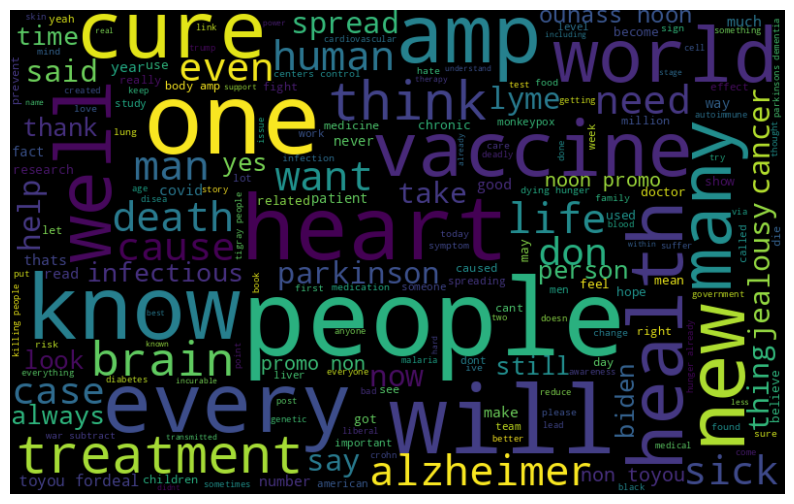 cure
amp
world
one
vaccine
heart
people
know
every
will
health
many
new
well
treatment
alzheimer
sick
brain
cause
death
man
case
always
look
help
said
time
even
human
spread
think
want
need
lyme
life
don
person
take
parkinson
infectious
cancer
jealousy
thing
biden
still
now
say
yes
thank
year
use
ounass noon
noon promo
promo non
non toyou
toyou fordeal
much
become
sign
level
something
way
million
chronic
never
medicine
monkeypox
good
related
patient
covid
research
study
fact
really
fight
body amp
centers control
cardiovascular
link
yeah
skin
mind
prevent
created
keep
support
hate
understand
therapy
real
trump
power
including
cell
stage
effect
autoimmune
parkinsons dementia
thought
test
food
getting
week
care
deadly
already
done
work
issue
lung
love
name
lot
infection
story
age
disea
let
thats
read
put
tigray people
today
symptom
used
doctor
family
blood
dying hunger
show
try
called
via
die
within
suffer
may
caused
spreading
men
feel
hope
mean
government
right
believe
book
first
medication
someone
cant
two
doesn
change
anyone
hard
malaria
dont
live
awareness
day
hunger already
killing people
risk
best
known
everything
diabetes
incurable
liver
everyone
point
see
bad
got
post
genetic
important
liberal
crohn
make
team
better
please
lead
reduce
war subtract
transmitted
children
sometimes
number
american
black
medical
found
sure
less
come